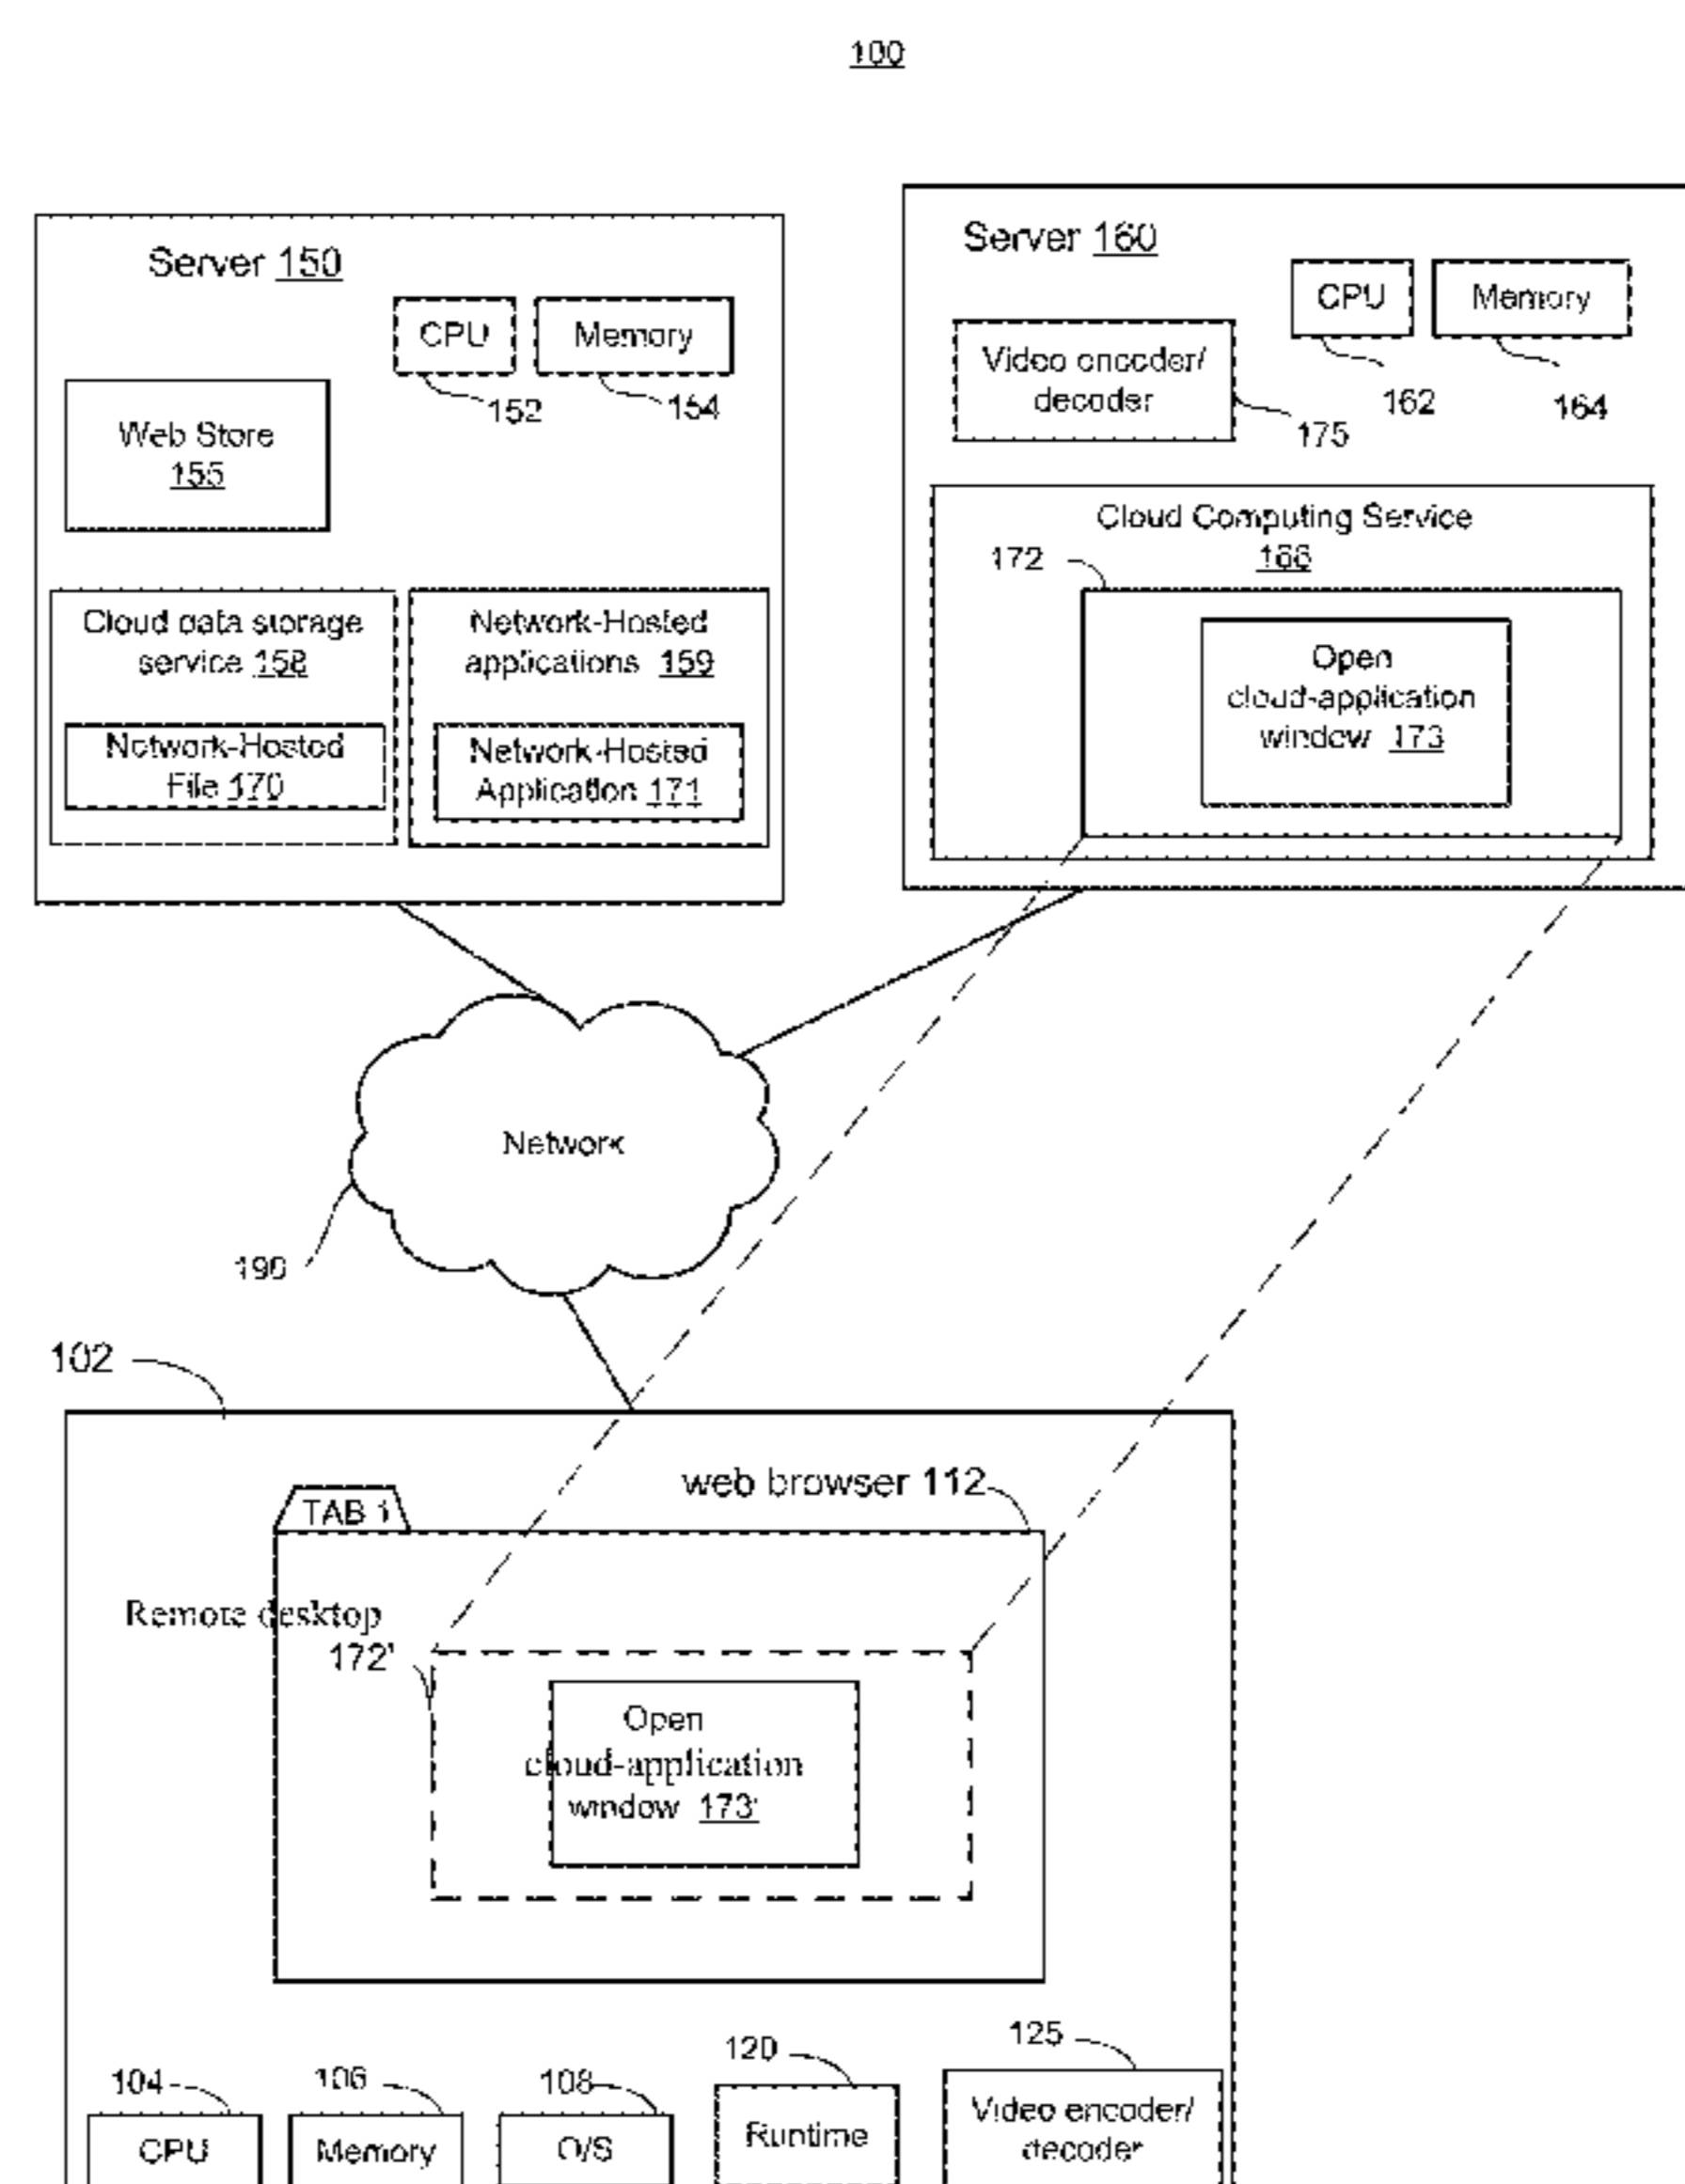 100
Server 150
CPU
Memory
152
154
Web Store
155
Cloud data storage
service 158
Network-Hosted
File 170
Network-Hosted
applications 159
Network-Hosted
Application 171
Server 160
CPU
Memory
162
164
Video encoder/
decoder
175
Cloud Computing Service
166
172
Open
cloud-application
window 173
Network
190
102
web browser 112
TAB 1
Remote desktop
172'
Open
cloud-application
window 173'
104
106
108
120
125
CPU
Memory
O/S
Runtime
Video encoder/
decoder